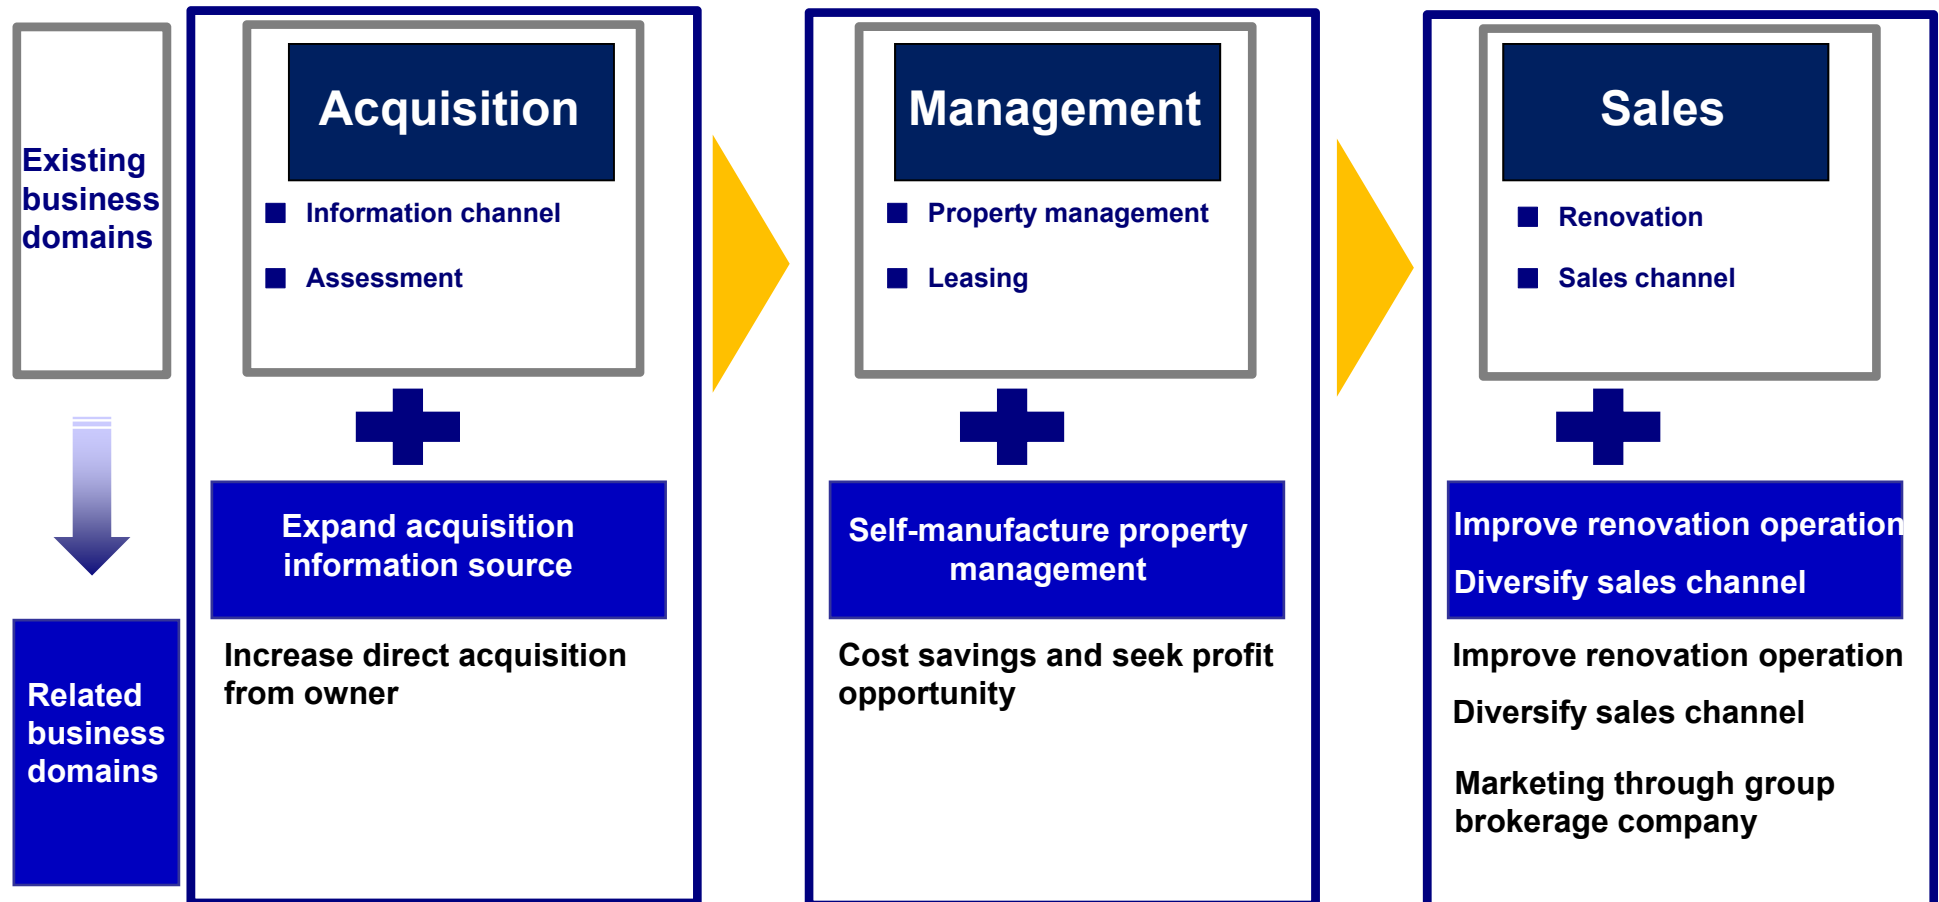 Existing
business
domains
Acquisition
Information channel
Assessment
Management
Property management
Leasing
Sales
Renovation
Sales channel
Related
business
domains
Expand acquisition
information source
Increase direct acquisition
from owner
Self-manufacture property
management
Cost savings and seek profit
opportunity
Improve renovation operation
Diversify sales channel
Improve renovation operation
Diversify sales channel
Marketing through group
brokerage company